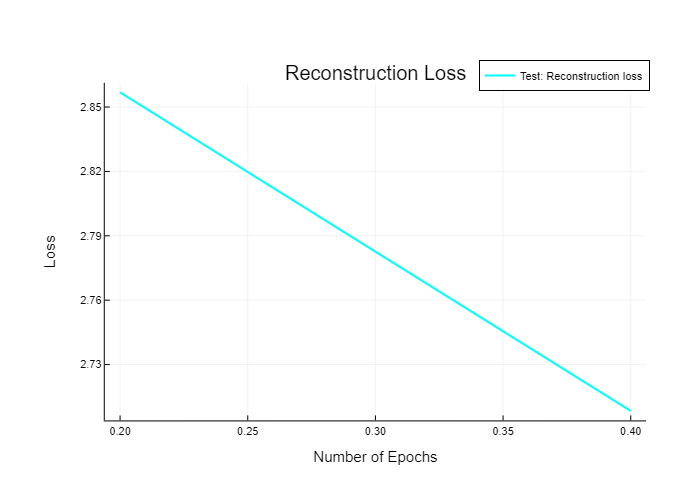 Reconstruction Loss
Test: Reconstruction loss
Loss
2.85
2.82
2.79
2.76
2.73
0.20 0.25 0.30 0.35 0.40
Number of Epochs